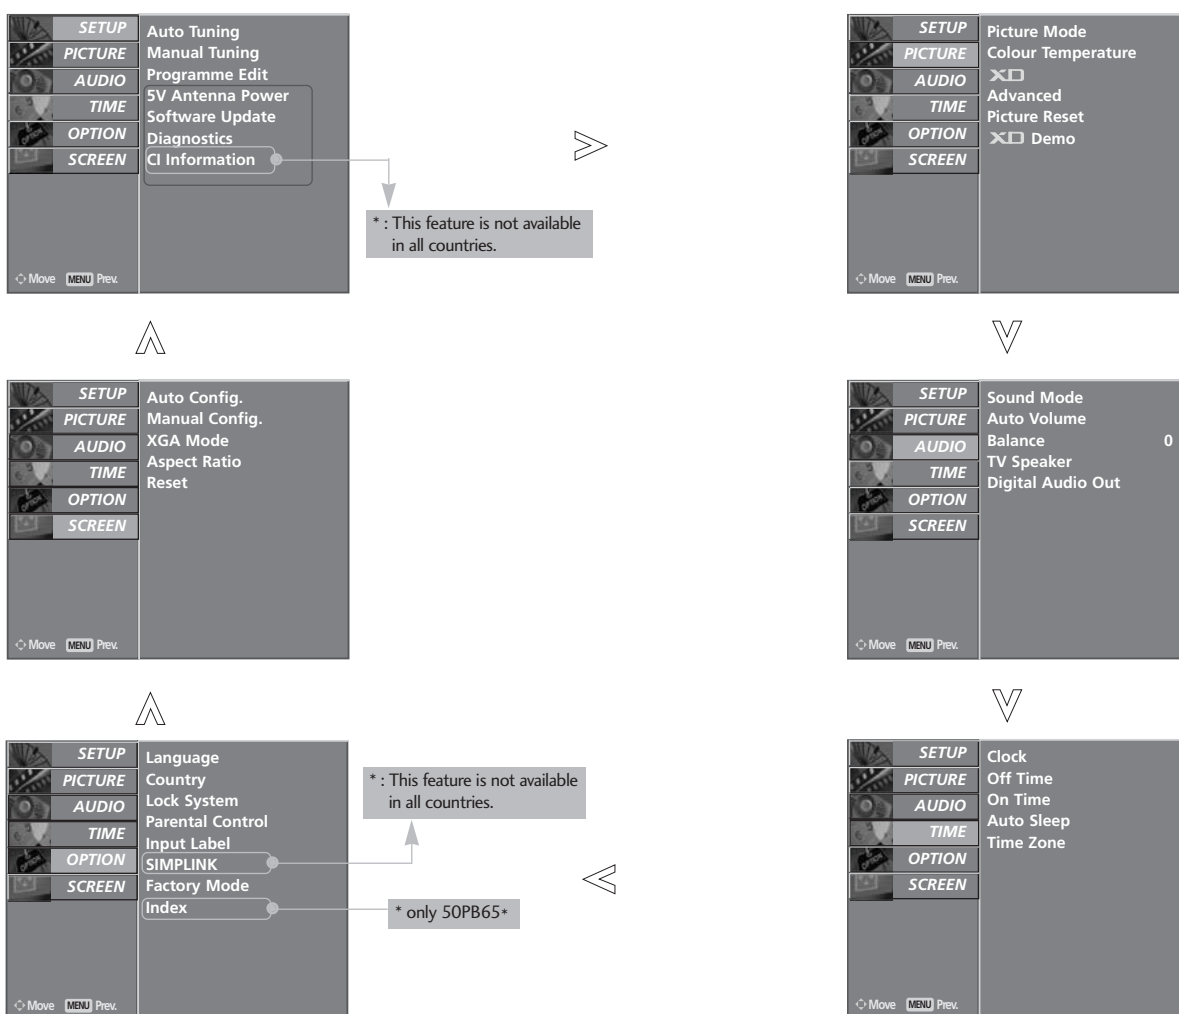 SETUP
PICTURE
AUDIO
TIME
OPTION
SCREEN
Auto Tuning
Manual Tuning
Programme Edit
5V Antenna Power
Software Update
Diagnostics
CI Information
Move MENU Prev.
* : This feature is not available
in all countries.
SETUP
PICTURE
AUDIO
TIME
OPTION
SCREEN
Picture Mode
Colour Temperature
XD
Advanced
Picture Reset
XD Demo
Move MENU Prev.
SETUP
PICTURE
AUDIO
TIME
OPTION
SCREEN
Auto Config.
Manual Config.
XGA Mode
Aspect Ratio
Reset
Move MENU Prev.
SETUP
PICTURE
AUDIO
TIME
OPTION
SCREEN
Sound Mode
Auto Volume
Balance 0
TV Speaker
Digital Audio Out
Move MENU Prev.
SETUP
PICTURE
AUDIO
TIME
OPTION
SCREEN
Language
Country
Lock System
Parental Control
Input Label
SIMPLINK
Factory Mode
Index
Move MENU Prev.
* : This feature is not available
in all countries.
* only 50PB65*
SETUP
PICTURE
AUDIO
TIME
OPTION
SCREEN
Clock
Off Time
On Time
Auto Sleep
Time Zone
Move MENU Prev.